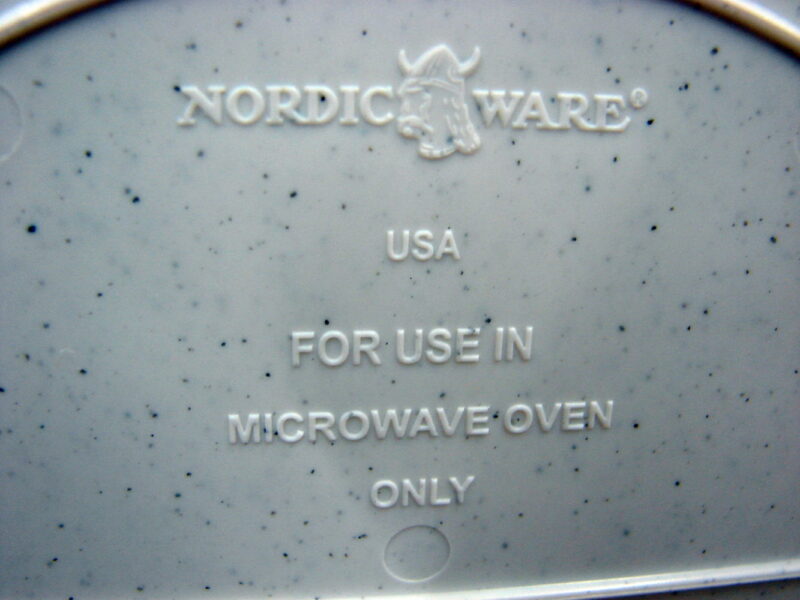 NORDIC WARE®
USA
FOR USE IN
MICROWAVE OVEN
ONLY